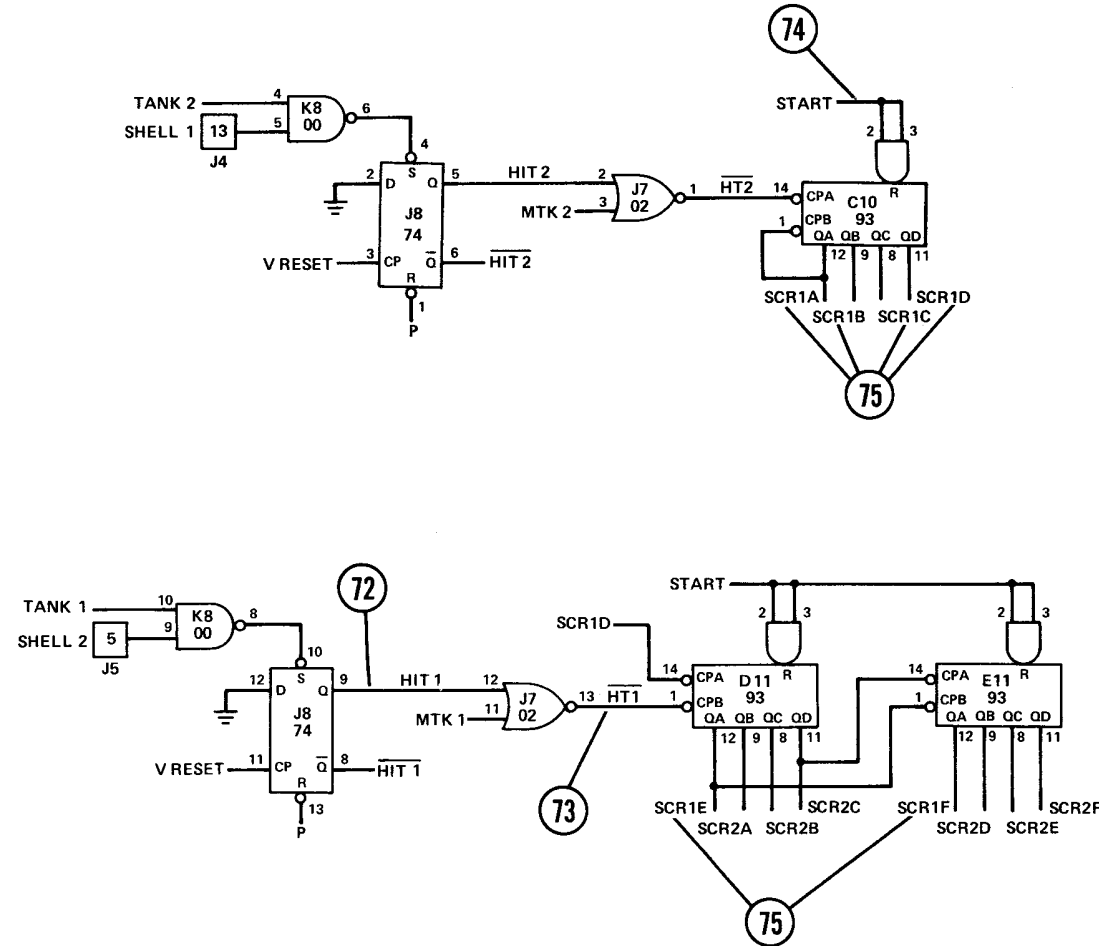 74
START
2 3
R
TANK 2
4
K8
00
6
SHELL 1
13
5
J4
4
S
2
D
Q
5
HIT 2
2
J7
02
1
HT2
14
CPA
C10
93
CPB
1
QA QB QC QD
12 9 8 11
MTK 2
3
J8
74
V RESET
3
CP
Q
6
HIT 2
R
1
P
SCR1A
SCR1B
SCR1C
SCR1D
75
72
TANK 1
10
K8
00
8
SHELL 2
5
9
J5
10
S
12
D
Q
9
HIT 1
12
J7
02
13
HT1
MTK 1
11
J8
74
V RESET
11
CP
Q
8
HIT 1
R
13
P
73
START
2 3
2 3
SCR1D
14
CPA
D11
93
R
1
CPB
QA QB QC QD
12 9 8 11
14
CPA
E11
93
R
1
CPB
QA QB QC QD
12 9 8 11
SCR1E
SCR2A
SCR2B
SCR2C
SCR1F
SCR2D
SCR2E
SCR2F
75